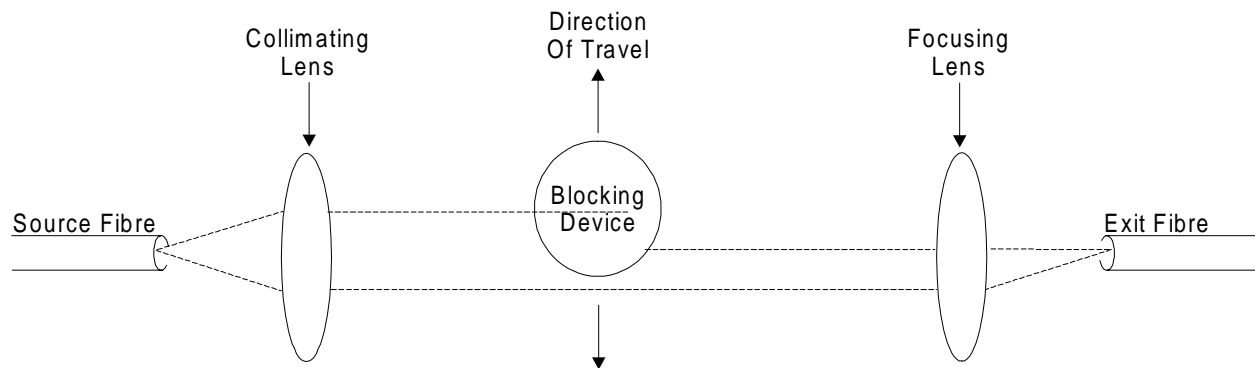 Direction
Of Travel
Collimating
Lens
Focusing
Lens
Blocking
Device
Source Fibre
Exit Fibre